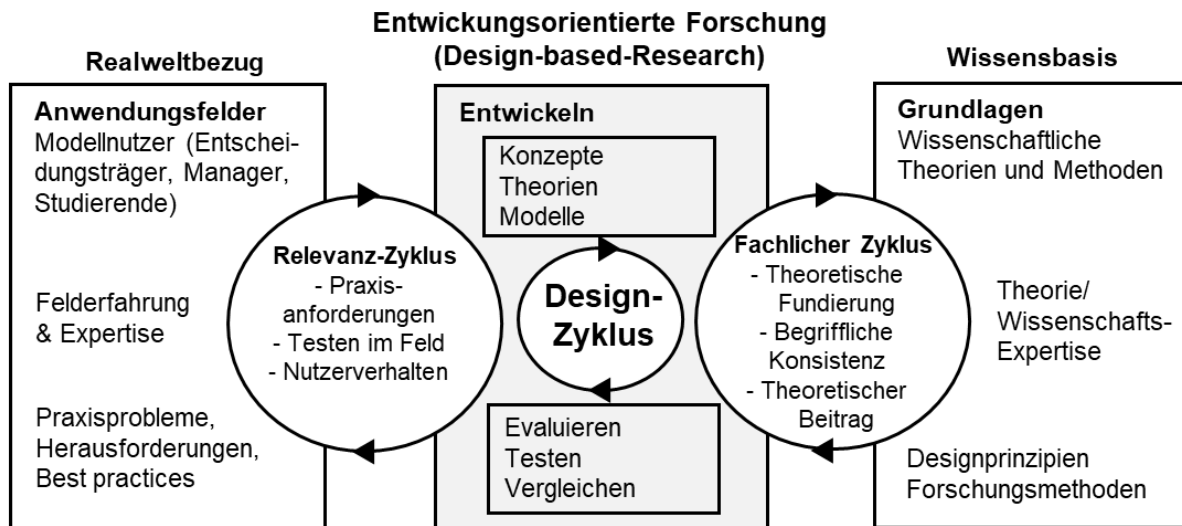 Entwickungsorientierte Forschung
(Design-based-Research)
Realweltbezug
Wissensbasis
Anwendungsfelder
Modellnutzer (Entschei-
dungsträger, Manager,
Studierende)
Felderfahrung
& Expertise
Praxisprobleme,
Herausforderungen,
Best practices
Relevanz-Zyklus
- Praxis-
anforderungen
- Testen im Feld
- Nutzerverhalten
Entwickeln
Konzepte
Theorien
Modelle
Design-
Zyklus
Evaluieren
Testen
Vergleichen
Fachlicher Zyklus
- Theoretische
Fundierung
- Begriffliche
Konsistenz
- Theoretischer
Beitrag
Grundlagen
Wissenschaftliche
Theorien und Methoden
Theorie/
Wissenschafts-
Expertise
Designprinzipien
Forschungsmethoden